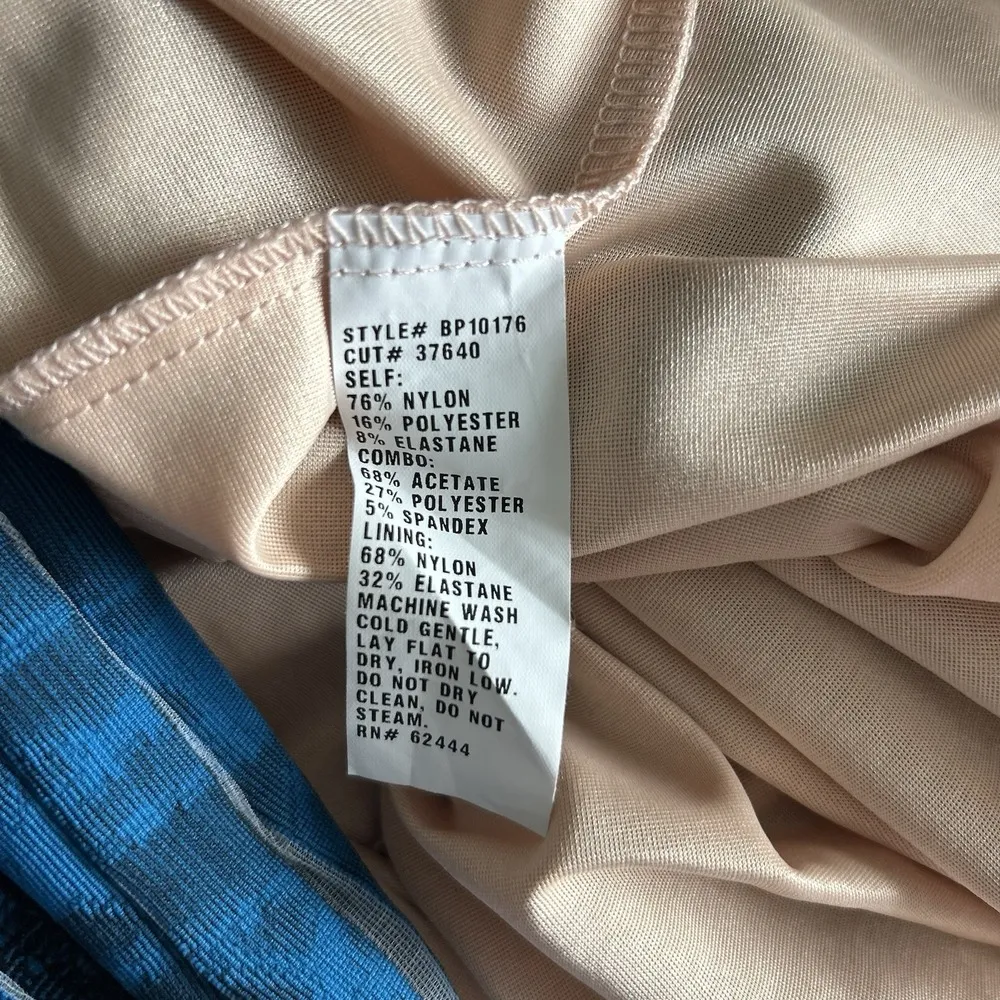 STYLE# BP10176
CUT# 37640
SELF:
76% NYLON
16% POLYESTER
8% ELASTANE
COMBO:
68% ACETATE
27% POLYESTER
5% SPANDEX
LINING:
68% NYLON
32% ELASTANE
MACHINE WASH
COLD GENTLE,
LAY FLAT TO
DRY, IRON LOW.
DO NOT DRY
CLEAN, DO NOT
STEAM.
RN# 62444